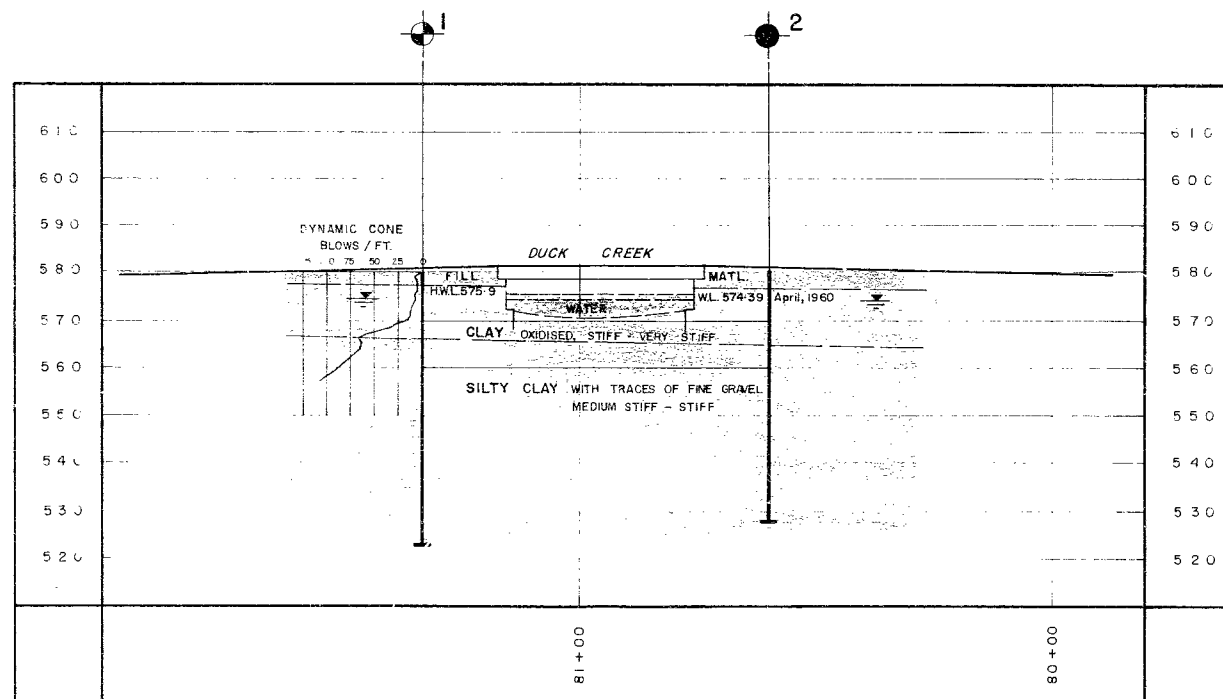 1
2
610
600
590
580
570
560
550
540
530
520
610
600
590
580
570
560
550
540
530
520
DYNAMIC CONE
BLOWS / FT.
75 50 25 0
DUCK CREEK
FILL
MATL.
H.W.L. 575·9
W.L. 574·39 April, 1960
WATER
CLAY OXIDISED, STIFF - VERY STIFF
SILTY CLAY WITH TRACES OF FINE GRAVEL
MEDIUM STIFF - STIFF
81+00
80+00